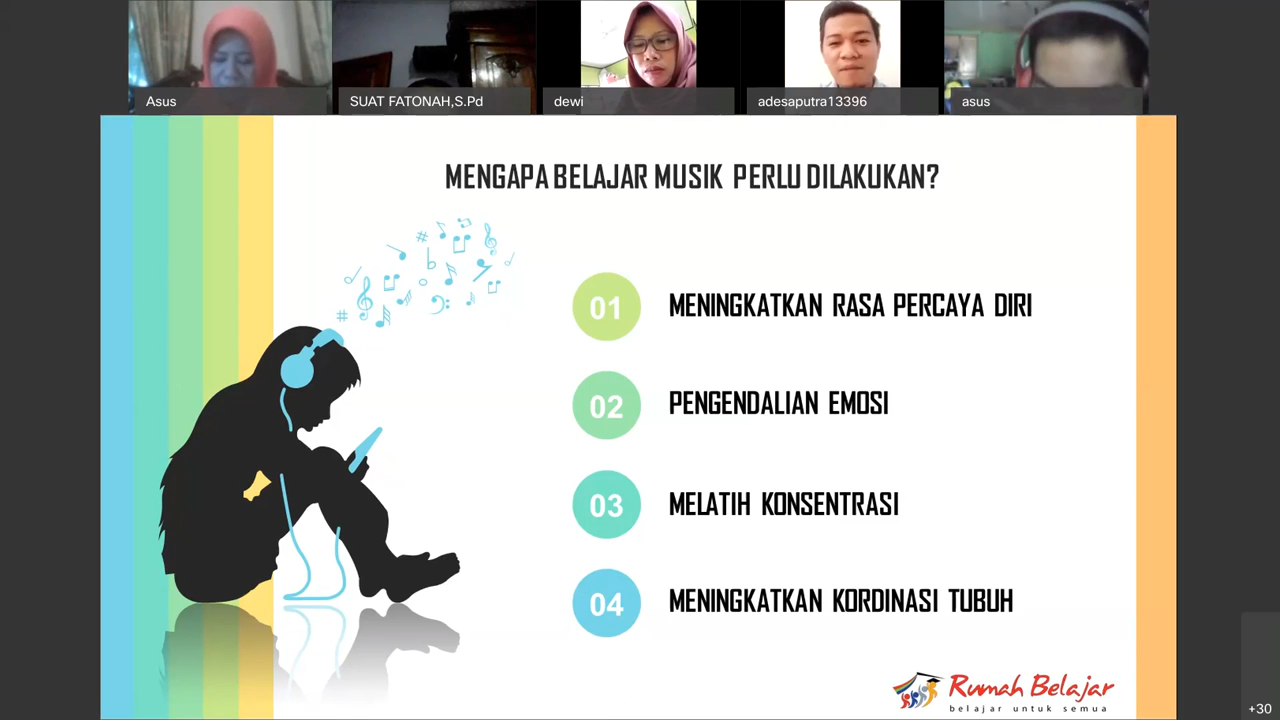 Asus
SUAT FATONAH,S.Pd
dewi
adesaputra13396
asus
MENGAPA BELAJAR MUSIK PERLU DILAKUKAN?
01 MENINGKATKAN RASA PERCAYA DIRI
02 PENGENDALIAN EMOSI
03 MELATIH KONSENTRASI
04 MENINGKATKAN KORDINASI TUBUH
Rumah Belajar
belajar untuk semua
+30